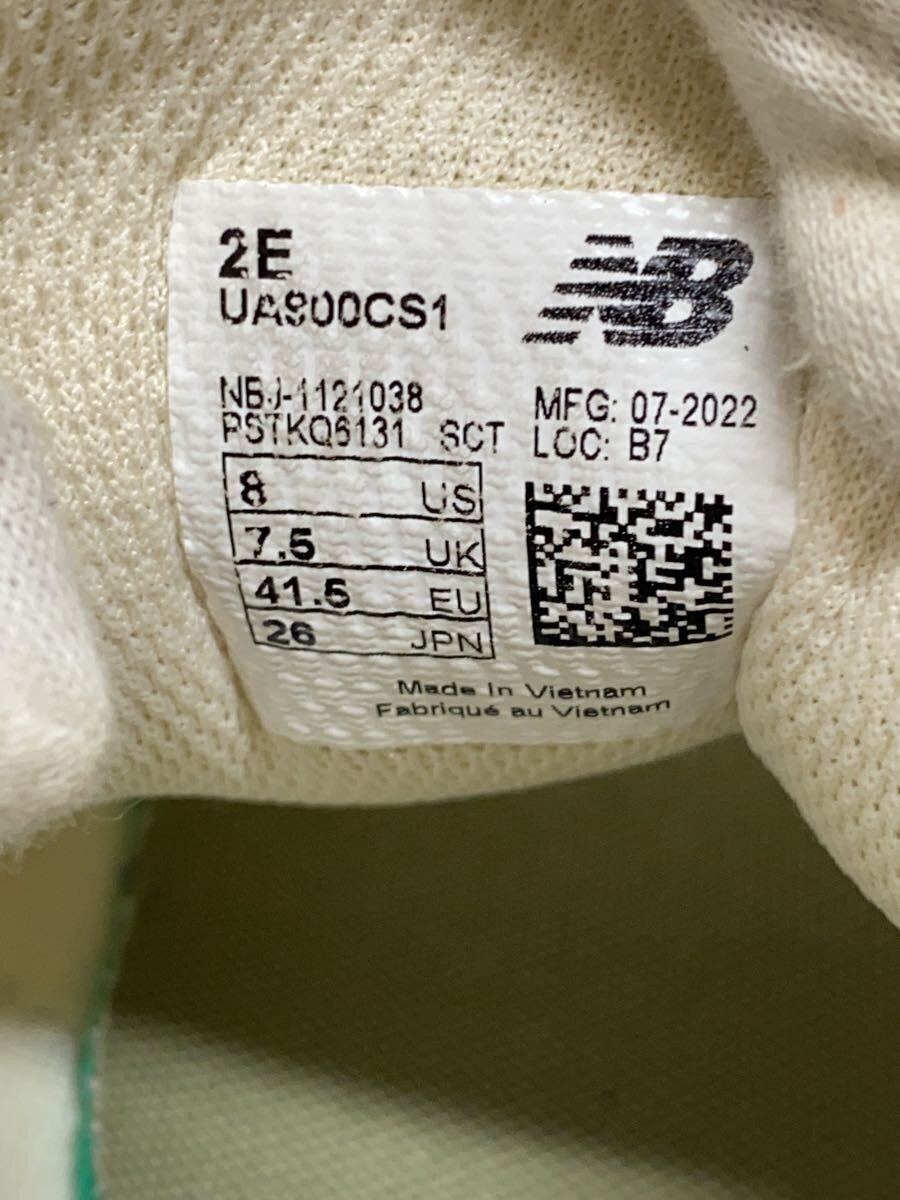 2E
UA900CS1
NB
NBJ-1121038
PSTKQ6131 SCT
MFG: 07-2022
LOC: B7
8 US
7.5 UK
41.5 EU
26 JPN
Made In Vietnam
Fabriqué au Vietnam